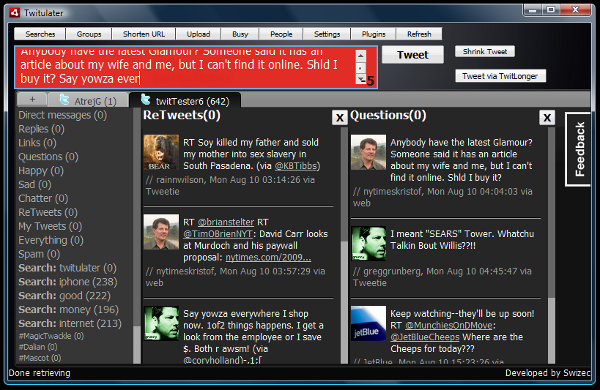 Twitulater
Searches Groups Shorten URL Upload Busy People Settings Plugins Refresh
Anybody have the latest Glamour? Someone said it has an
article about my wife and me, but I can't find it online. Shld I
buy it? Say yowza ever
5
Tweet
Shrink Tweet
Tweet via TwitLonger
+ AtrejG (1) twitTester6 (642)
Direct messages (0)
Replies (0)
Links (0)
Questions (0)
Happy (0)
Sad (0)
Chatter (0)
ReTweets (0)
My Tweets (0)
Everything (0)
Spam (0)
Search: twitulater (0)
Search: iphone (238)
Search: good (222)
Search: money (196)
Search: internet (213)
#MagicTwackle (0)
#Dalian (0)
#Mascot (0)
ReTweets(0) X
BEAR
RT Soy killed my father and sold
my mother into sex slavery in
South Pasadena. (via @KBTibbs)
// rainnwilson, Mon Aug 10 03:14:26 via
Tweetie
RT @brianstelter RT
@TimOBrienNYT: David Carr looks
at Murdoch and his paywall
proposal: nytimes.com/2009...
// nytimeskristof, Mon Aug 10 03:57:29 via
web
Say yowza everywhere I shop
now. 1of2 things happens. I get a
look from the employee or I save
$. Both r awsm! (via
@coryholland)-.1:[
Questions(0) X
Anybody have the latest Glamour?
Someone said it has an article
about my wife and me, but I can't
find it online. Shld I buy it?
// nytimeskristof, Mon Aug 10 04:04:03 via
web
I meant "SEARS" Tower. Whatchu
Talkin Bout Willis??!!
// greggrunberg, Mon Aug 10 04:45:47 via
Tweetie
jetBlue
Keep watching--they'll be up soon!
RT @MunchiesOnDMove:
@JetBlueCheeps Where are the
Cheeps for today???
// JetBlue, Mon Aug 10 15:23:26 via
Feedback
Done retrieving
Developed by Swizec